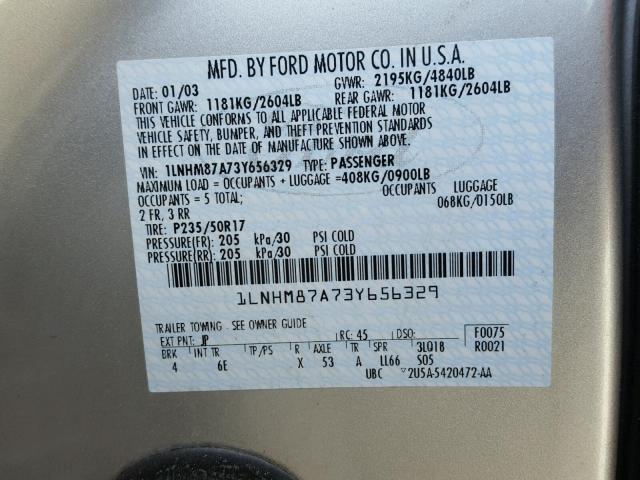 MFD. BY FORD MOTOR CO. IN U.S.A.
DATE: 01/03 GVWR: 2195KG/4840LB
FRONT GAWR: 1181KG/2604LB REAR GAWR: 1181KG/2604LB
THIS VEHICLE CONFORMS TO ALL APPLICABLE FEDERAL MOTOR
VEHICLE SAFETY, BUMPER, AND THEFT PREVENTION STANDARDS
IN EFFECT ON THE DATE OF MANUFACTURE SHOWN ABOVE.
VIN: 1LNHM87A73Y656329 TYPE: PASSENGER
MAXIMUM LOAD = OCCUPANTS + LUGGAGE =408KG/0900LB
OCCUPANTS = 5 TOTAL; OCCUPANTS LUGGAGE
2 FR, 3 RR 068KG/0150LB
TIRE: P235/50R17
PRESSURE(FR): 205 kPa/30 PSI COLD
PRESSURE(RR): 205 kPa/30 PSI COLD
1LNHM87A73Y656329
TRAILER TOWING - SEE OWNER GUIDE
EXT PNT: JP RC: 45 DSO: F0075
BRK INT TR TP/PS R AXLE TR SPR 3L018 R0021
4 6E X 53 A LL66 S05
UBC 2U5A-5420472-AA